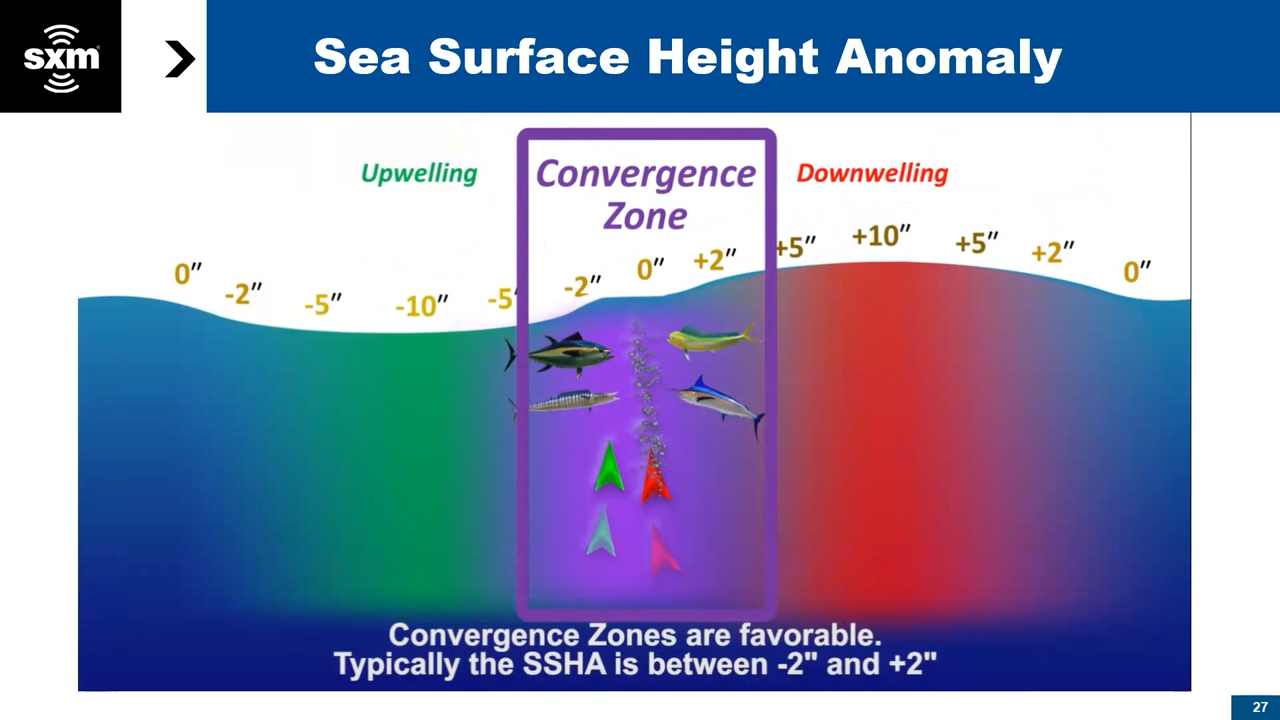 sxm
Sea Surface Height Anomaly
Upwelling
Convergence
Zone
Downwelling
0” -2” -5” -10” -5” -2” 0” +2” +5” +10” +5” +2” 0”
Convergence Zones are favorable.
Typically the SSHA is between -2" and +2"
27